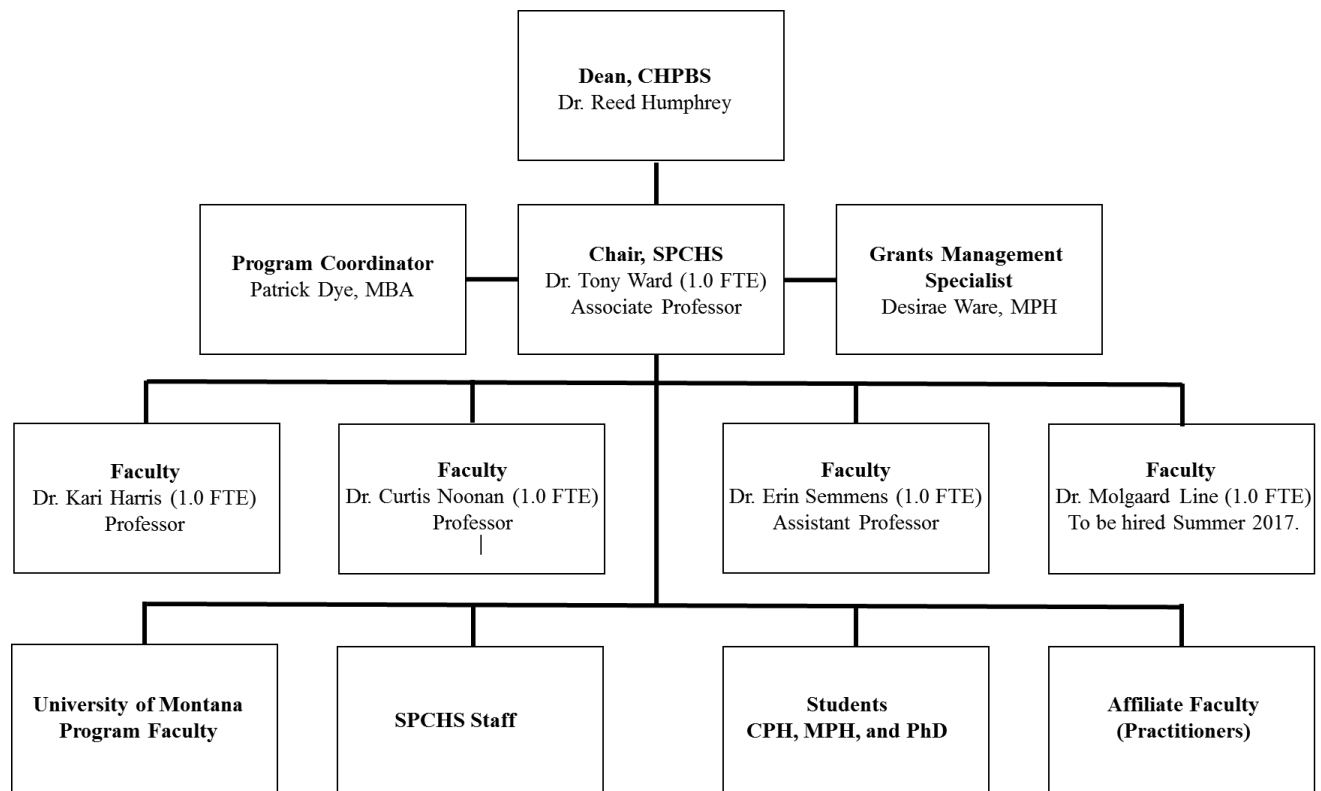 Dean, CHPBS
Dr. Reed Humphrey
Program Coordinator
Patrick Dye, MBA
Chair, SPCHS
Dr. Tony Ward (1.0 FTE)
Associate Professor
Grants Management
Specialist
Desirae Ware, MPH
Faculty
Dr. Kari Harris (1.0 FTE)
Professor
Faculty
Dr. Curtis Noonan (1.0 FTE)
Professor
Faculty
Dr. Erin Semmens (1.0 FTE)
Assistant Professor
Faculty
Dr. Molgaard Line (1.0 FTE)
To be hired Summer 2017.
University of Montana
Program Faculty
SPCHS Staff
Students
CPH, MPH, and PhD
Affiliate Faculty
(Practitioners)